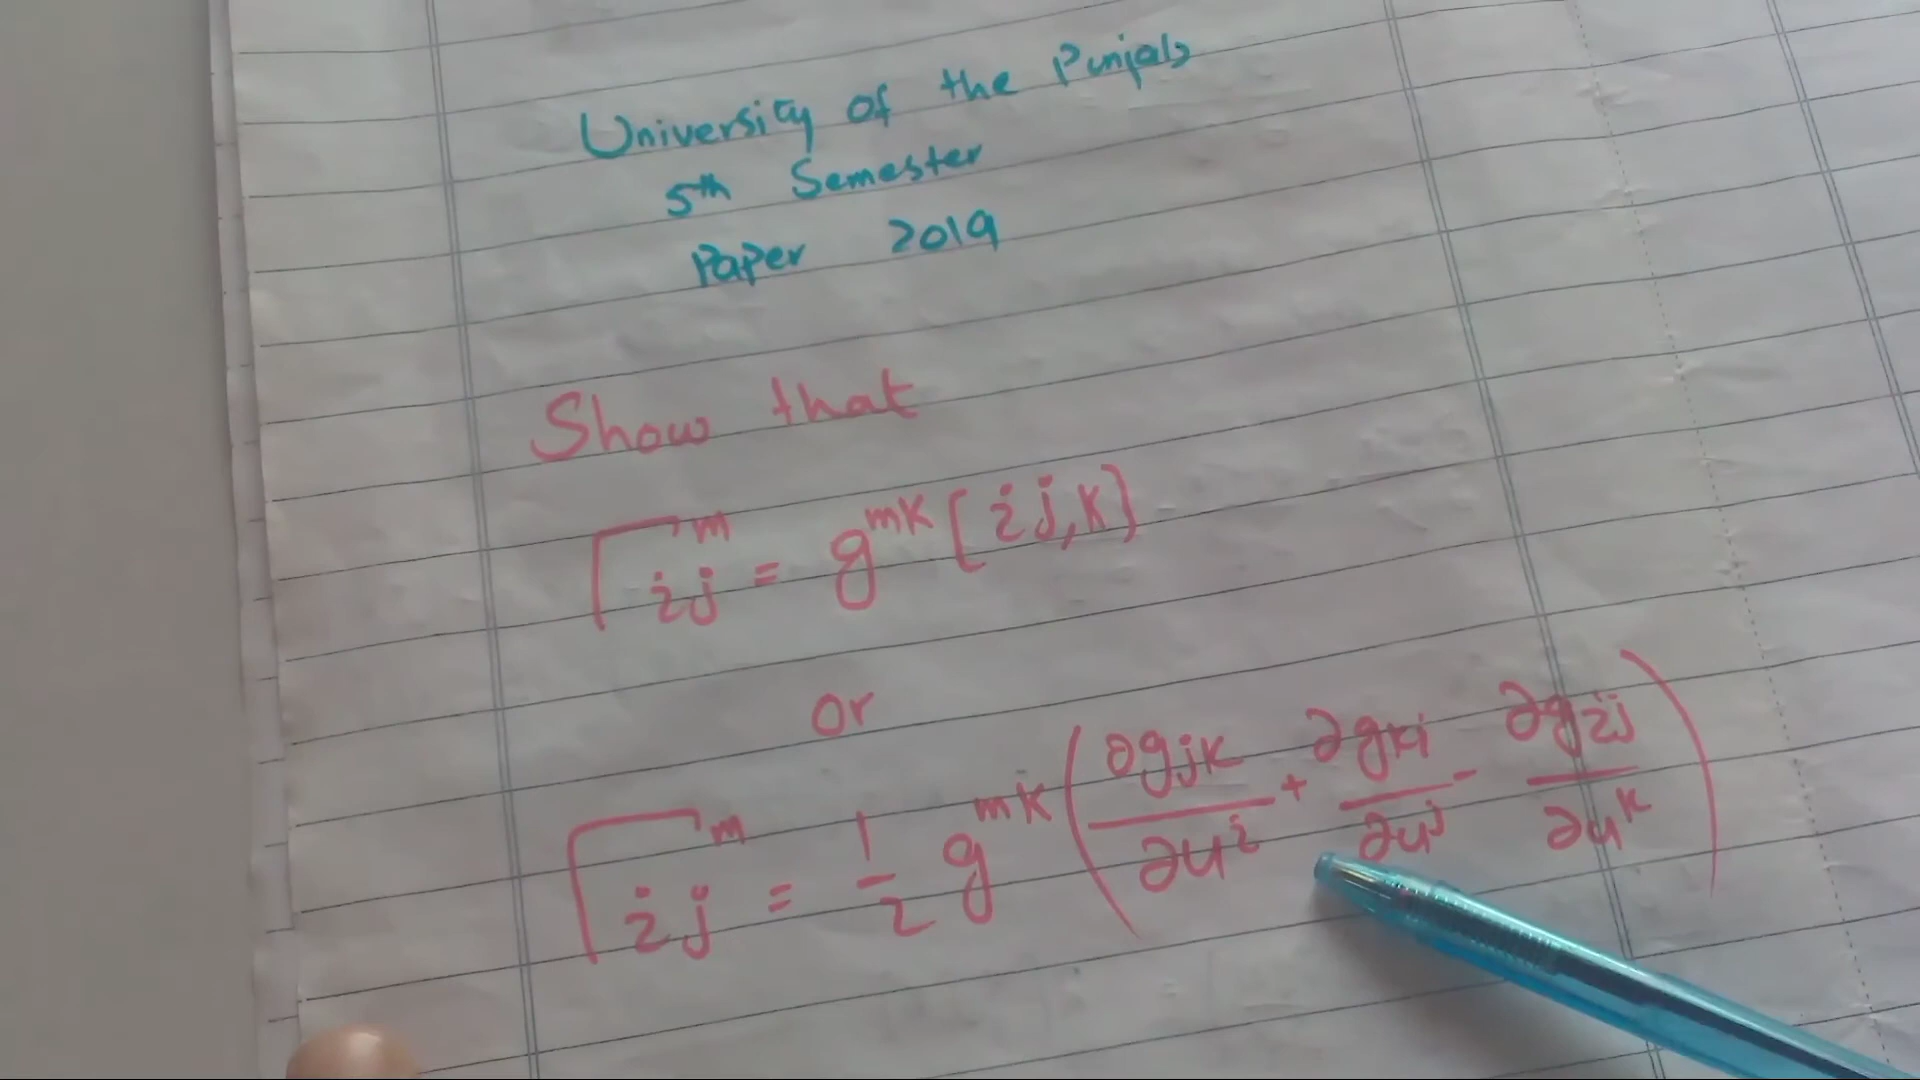 University of the Punjab
5th Semester
Paper 2019
Show that
Γ^m_ij = g^mk [ij,k]
or
Γ^m_ij = 1/2 g^mk (∂g_jk/∂u^i + ∂g_ki/∂u^j - ∂g_ij/∂u^k)